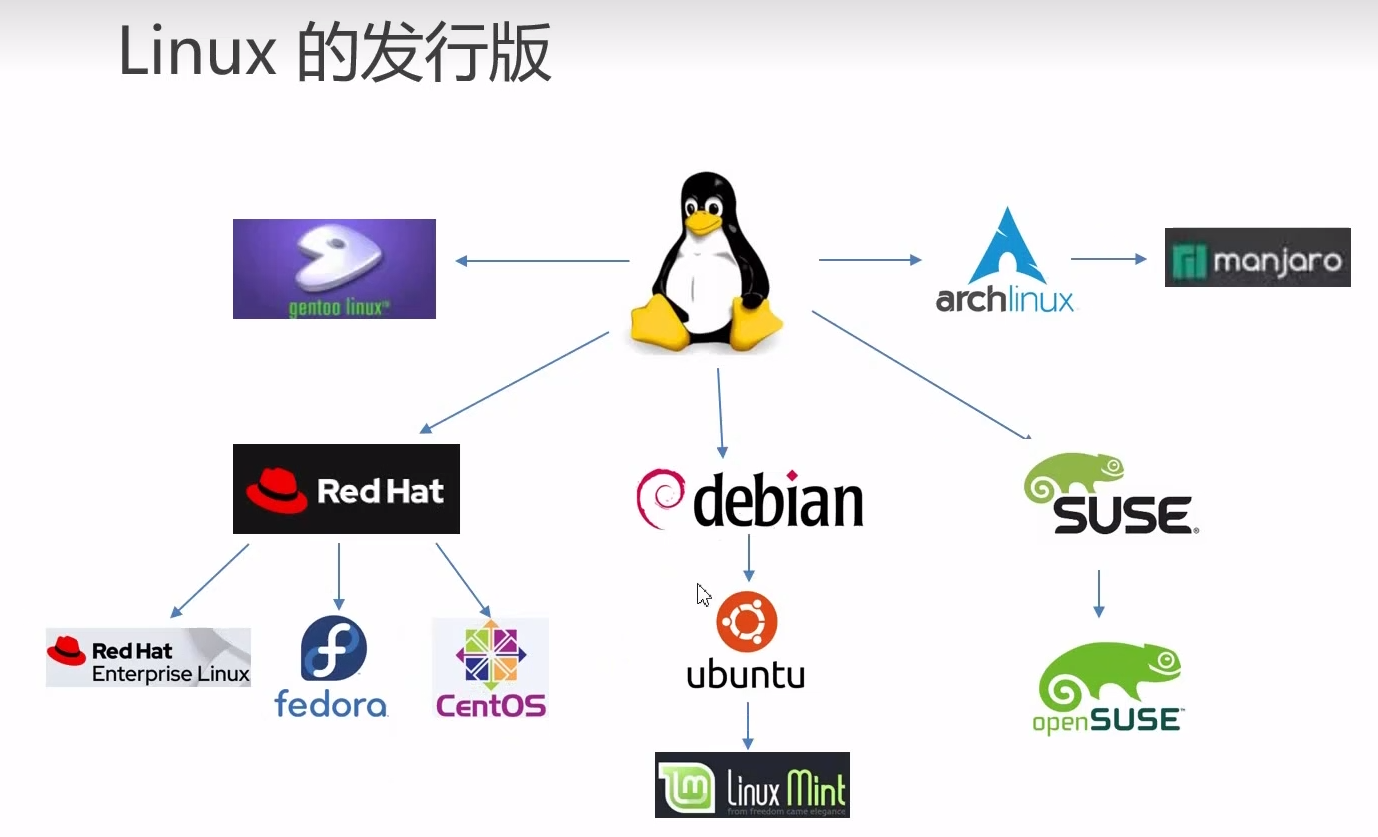 Linux 的发行版
gentoo linux™
archlinux
manjaro
Red Hat
debian
SUSE®
Red Hat
Enterprise Linux
fedora
CentOS
ubuntu
openSUSE™
Linux Mint
from freedom came elegance